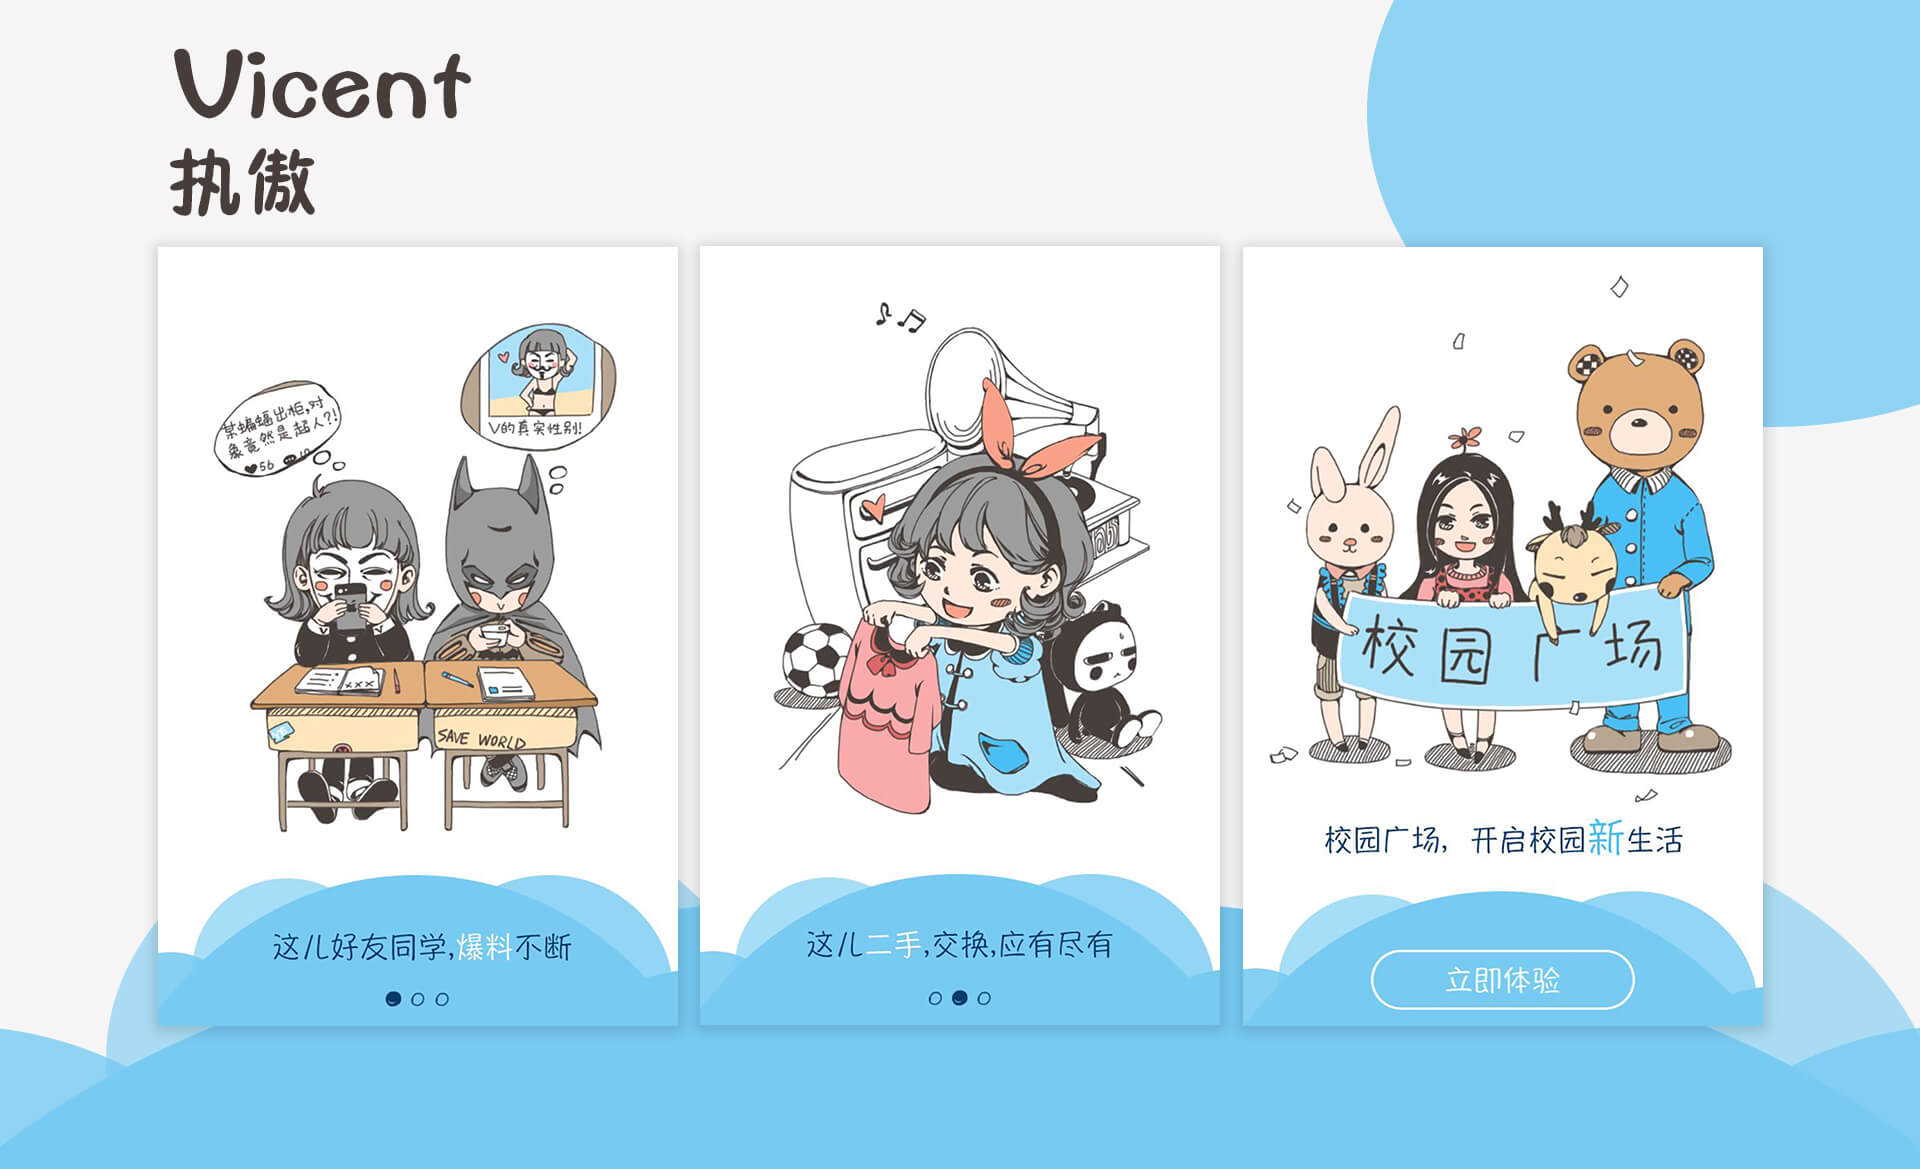 Vicent
执傲
某蝙蝠出柜,对
象竟然是超人?!
56
V的真实性别!
XXX
SAVE WORLD
这儿好友同学,爆料不断
这儿二手,交换,应有尽有
校园广场
校园广场，开启校园新生活
立即体验